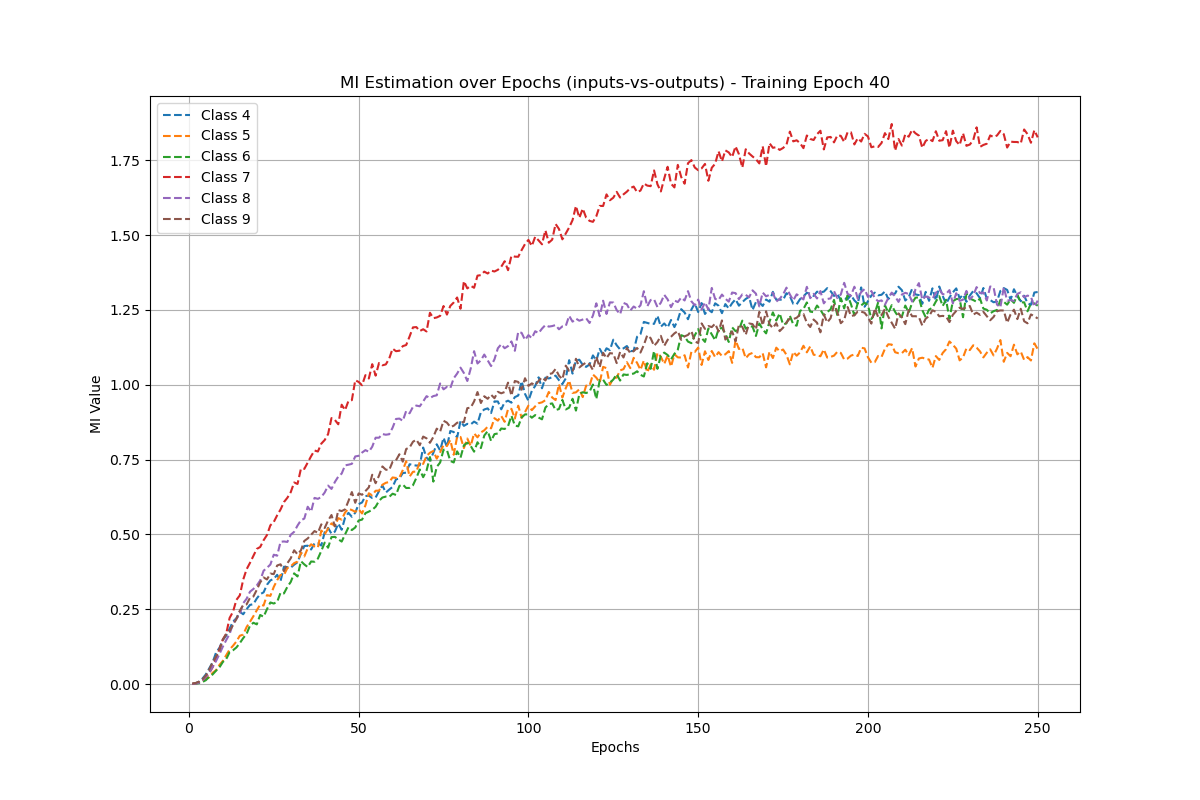 MI Estimation over Epochs (inputs-vs-outputs) - Training Epoch 40
Class 4
Class 5
Class 6
Class 7
Class 8
Class 9
MI Value
1.75
1.50
1.25
1.00
0.75
0.50
0.25
0.00
0 50 100 150 200 250
Epochs